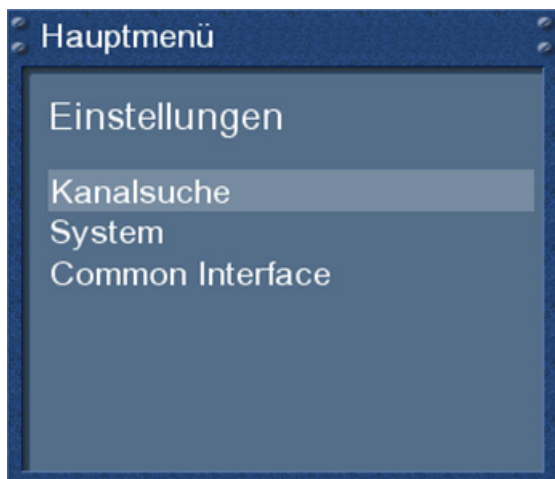 Hauptmenü
Einstellungen
Kanalsuche
System
Common Interface